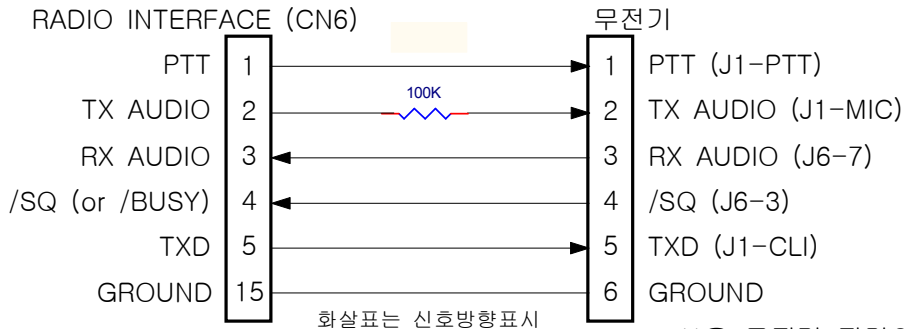 RADIO INTERFACE (CN6) 무전기
PTT 1 1 PTT (J1-PTT)
100K
TX AUDIO 2 2 TX AUDIO (J1-MIC)
RX AUDIO 3 3 RX AUDIO (J6-7)
/SQ (or /BUSY) 4 4 /SQ (J6-3)
TXD 5 5 TXD (J1-CLI)
GROUND 15 6 GROUND
화살표는 신호방향표시